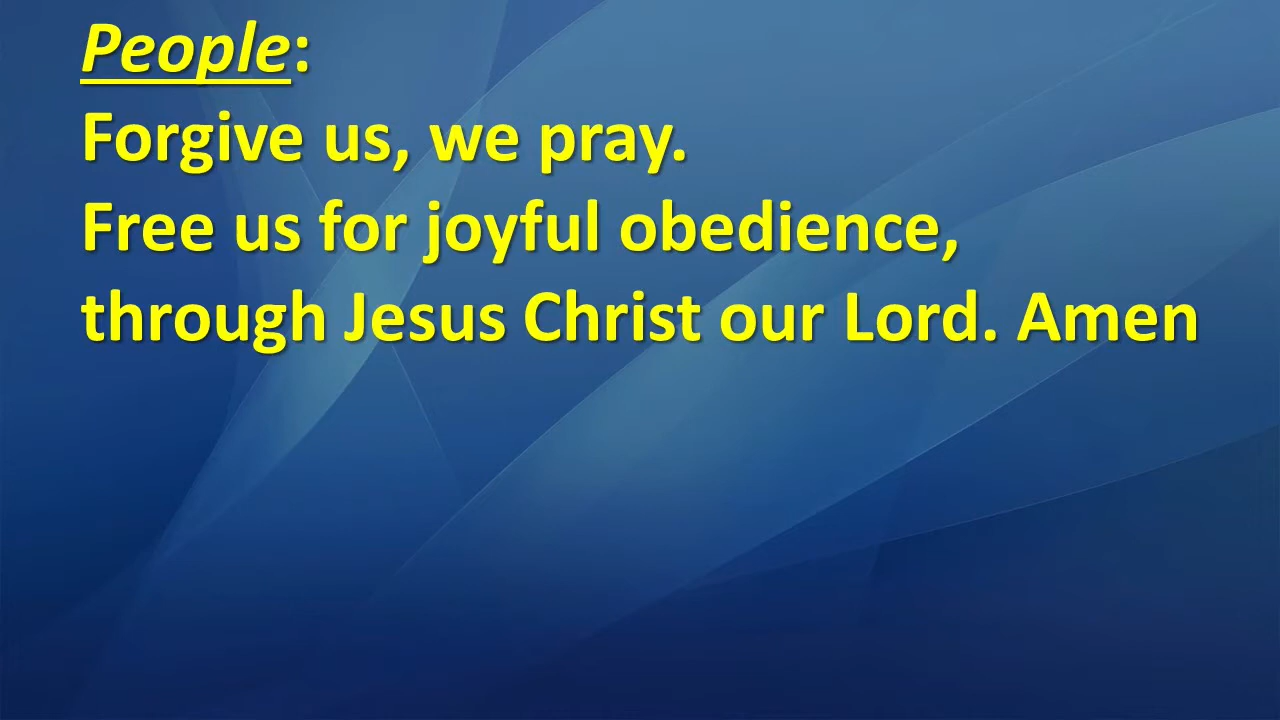 People:
Forgive us, we pray.
Free us for joyful obedience,
through Jesus Christ our Lord. Amen